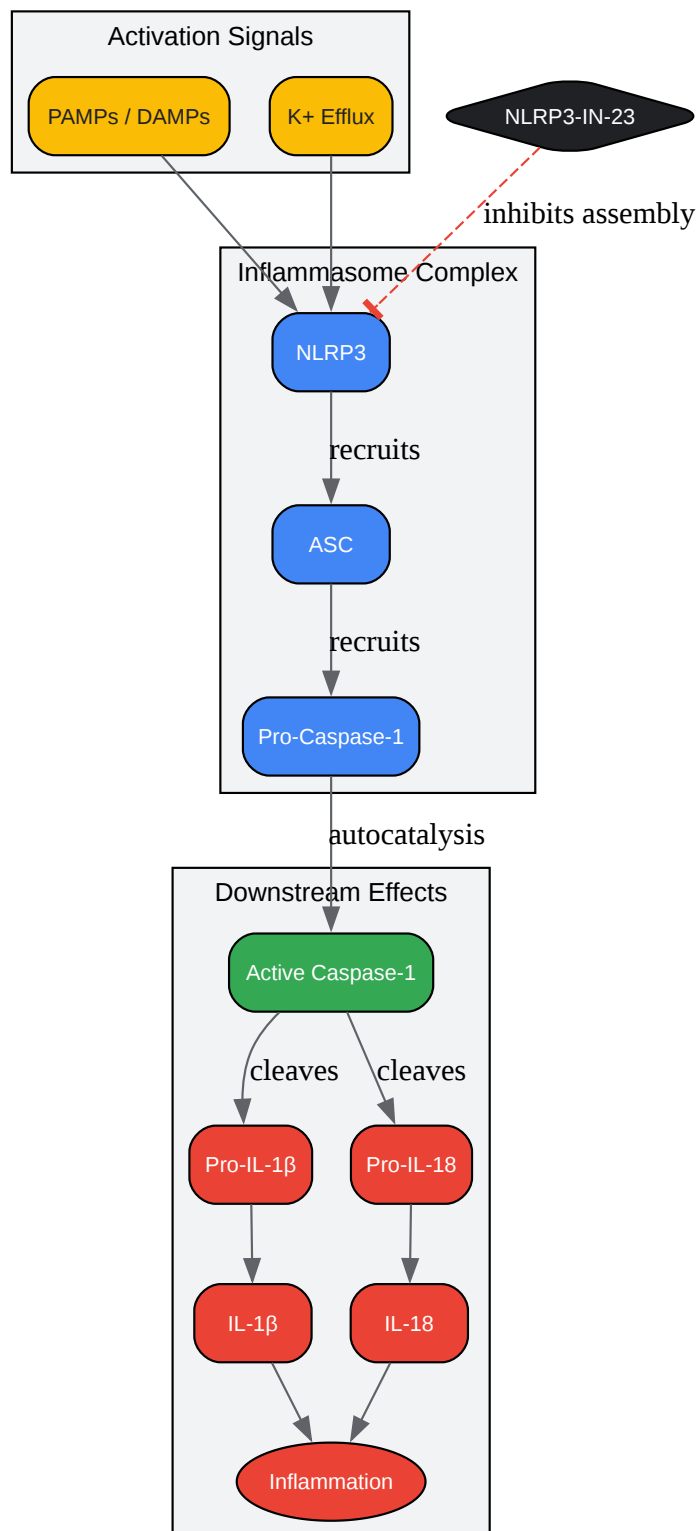 Activation Signals
PAMPs / DAMPs
K+ Efflux
NLRP3-IN-23
inhibits assembly
Inflammasome Complex
NLRP3
recruits
ASC
recruits
Pro-Caspase-1
autocatalysis
Downstream Effects
Active Caspase-1
cleaves
cleaves
Pro-IL-1β
Pro-IL-18
IL-1β
IL-18
Inflammation